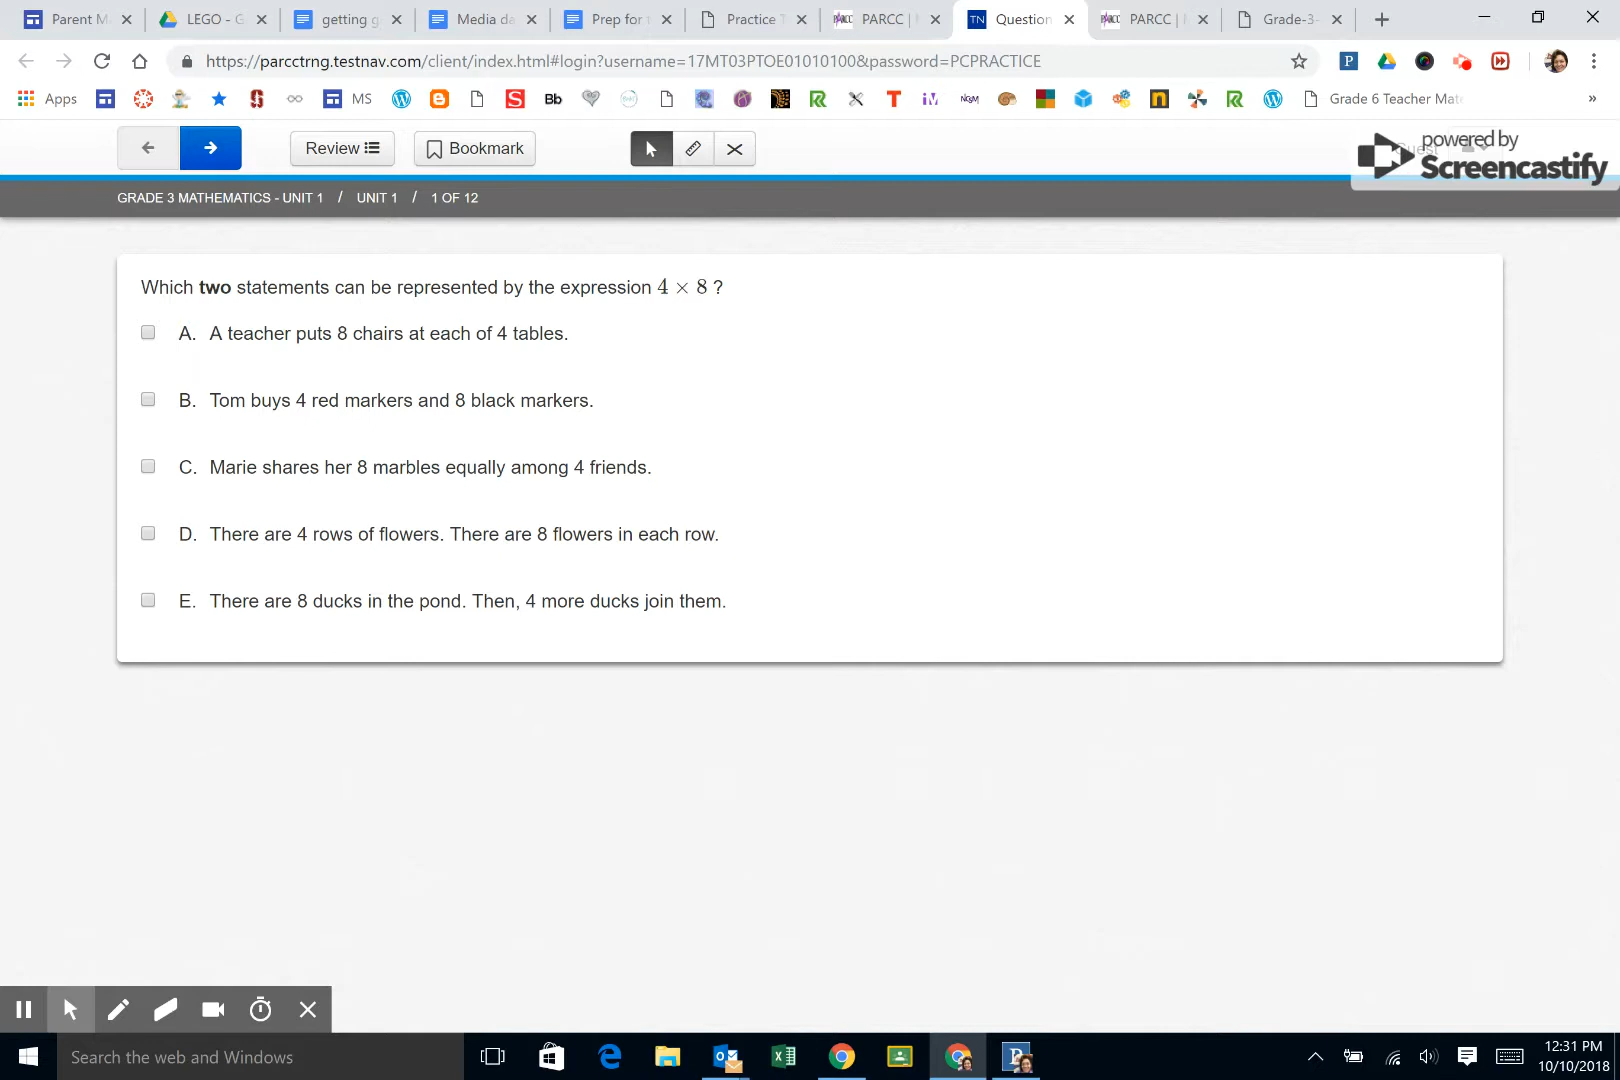 Parent M
LEGO - G
getting g
Media da
Prep for
Practice T
PARCC |
Question
PARCC |
Grade-3-
https://parcctrng.testnav.com/client/index.html#login?username=17MT03PTOE01010100&password=PCPRACTICE
Apps
MS
Bb
NGM
Grade 6 Teacher Mate
»
Review
Bookmark
Guest
powered by
Screencastify
GRADE 3 MATHEMATICS - UNIT 1 / UNIT 1 / 1 OF 12
Which two statements can be represented by the expression 4 × 8 ?
A. A teacher puts 8 chairs at each of 4 tables.
B. Tom buys 4 red markers and 8 black markers.
C. Marie shares her 8 marbles equally among 4 friends.
D. There are 4 rows of flowers. There are 8 flowers in each row.
E. There are 8 ducks in the pond. Then, 4 more ducks join them.
Search the web and Windows
12:31 PM
10/10/2018